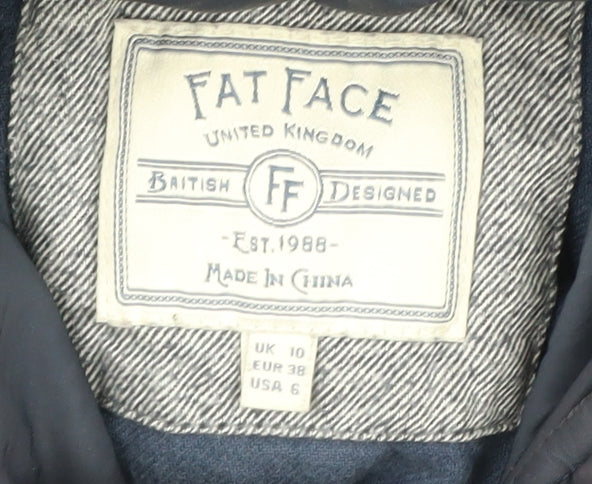 FAT FACE
UNITED KINGDOM
BRITISH FF DESIGNED
-EST.1988-
MADE IN CHINA
UK 10
EUR 38
USA 6